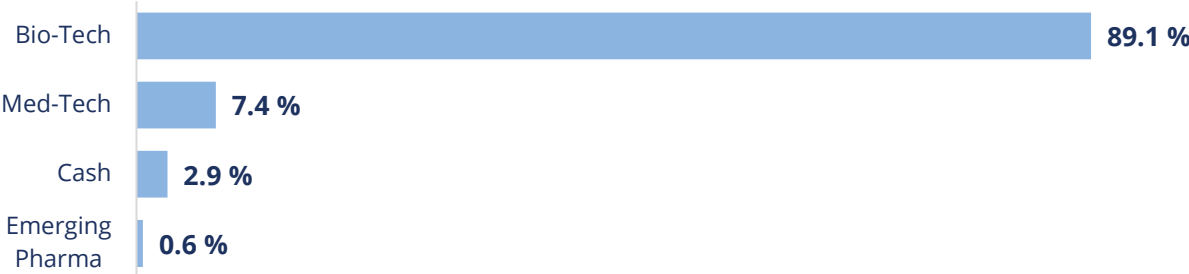 Bio-Tech 89.1 %
Med-Tech 7.4 %
Cash 2.9 %
Emerging
Pharma 0.6 %